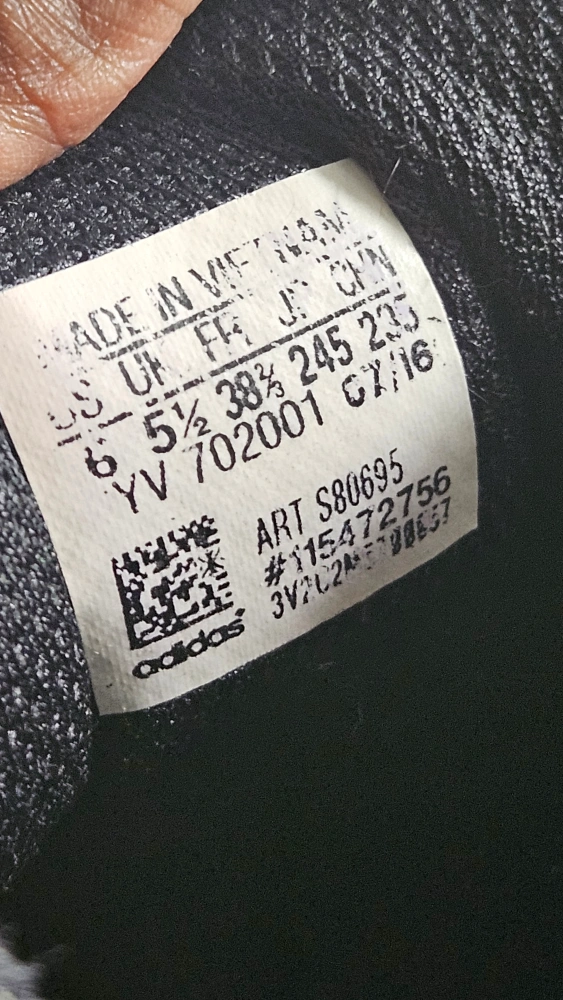 MADE IN VIETNAM
US UK FR JP CHN
6 5½ 38⅔ 245 235
YV 702001 07/16
ART S80695
#115472756
adidas